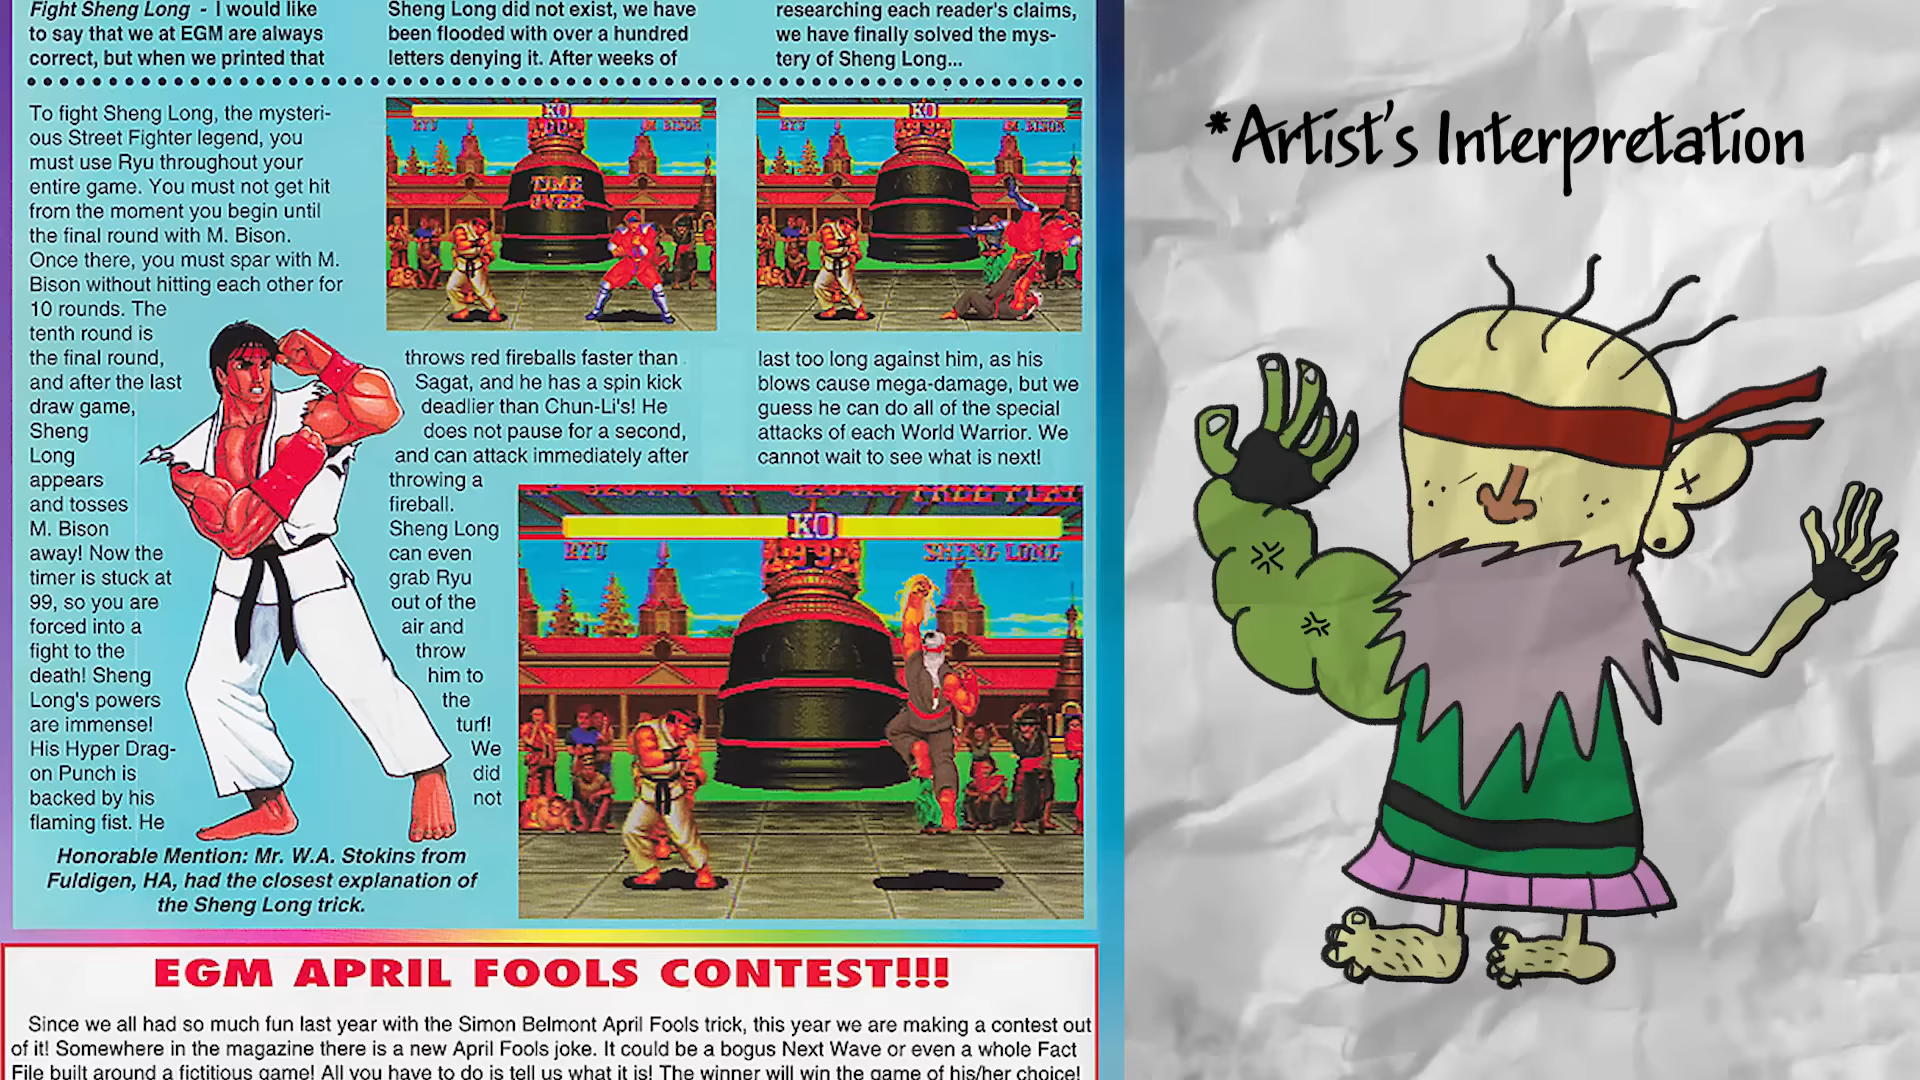 Fight Sheng Long - I would like
to say that we at EGM are always
correct, but when we printed that
Sheng Long did not exist, we have
been flooded with over a hundred
letters denying it. After weeks of
researching each reader's claims,
we have finally solved the mys-
tery of Sheng Long...
To fight Sheng Long, the mysteri-
ous Street Fighter legend, you
must use Ryu throughout your
entire game. You must not get hit
from the moment you begin until
the final round with M. Bison.
Once there, you must spar with M.
Bison without hitting each other for
10 rounds. The
tenth round is
the final round,
and after the last
draw game,
Sheng
Long
appears
and tosses
M. Bison
away! Now the
timer is stuck at
99, so you are
forced into a
fight to the
death! Sheng
Long's powers
are immense!
His Hyper Drag-
on Punch is
backed by his
flaming fist. He
KO
RYU
M. BISON
TIME
OVER
KO
RYU
M. BISON
throws red fireballs faster than
Sagat, and he has a spin kick
deadlier than Chun-Li's! He
does not pause for a second,
and can attack immediately after
throwing a
fireball.
Sheng Long
can even
grab Ryu
out of the
air and
throw
him to
the
turf!
We
did
not
last too long against him, as his
blows cause mega-damage, but we
guess he can do all of the special
attacks of each World Warrior. We
cannot wait to see what is next!
FREE PLAY
KO
99
RYU
SHENG LONG
Honorable Mention: Mr. W.A. Stokins from
Fuldigen, HA, had the closest explanation of
the Sheng Long trick.
EGM APRIL FOOLS CONTEST!!!
Since we all had so much fun last year with the Simon Belmont April Fools trick, this year we are making a contest out
of it! Somewhere in the magazine there is a new April Fools joke. It could be a bogus Next Wave or even a whole Fact
File built around a fictitious game! All you have to do is tell us what it is! The winner will win the game of his/her choice!
*Artist's Interpretation